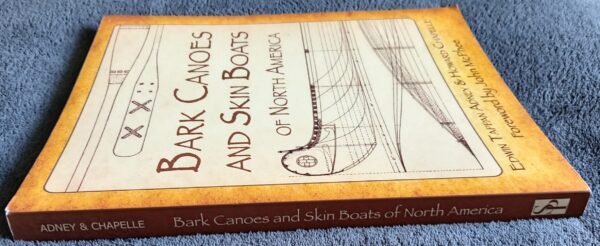 BARK CANOES
AND SKIN BOATS
OF NORTH AMERICA
EDWIN TAPPAN ADNEY & HOWARD CHAPELLE
Foreword by John McPhee
ADNEY & CHAPELLE Bark Canoes and Skin Boats of North America